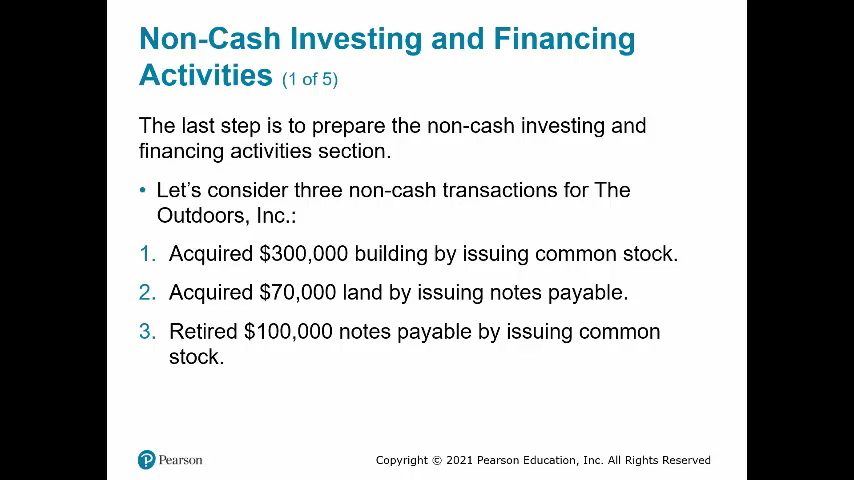 Non-Cash Investing and Financing
Activities (1 of 5)
The last step is to prepare the non-cash investing and
financing activities section.
• Let’s consider three non-cash transactions for The
Outdoors, Inc.:
1. Acquired $300,000 building by issuing common stock.
2. Acquired $70,000 land by issuing notes payable.
3. Retired $100,000 notes payable by issuing common
stock.
P Pearson
Copyright © 2021 Pearson Education, Inc. All Rights Reserved